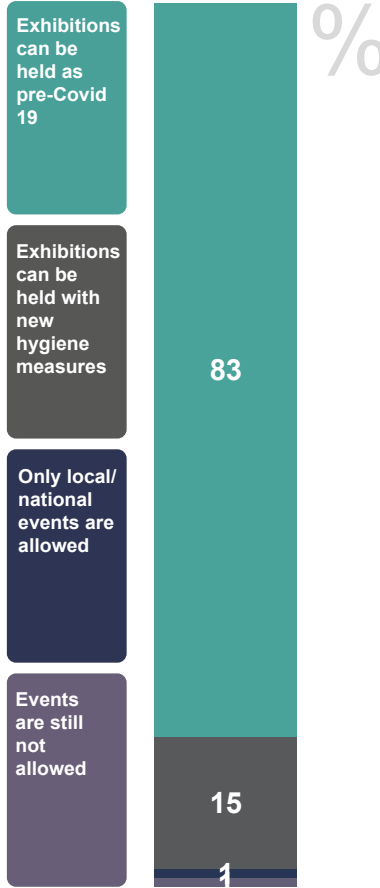 Exhibitions
can be
held as
pre-Covid
19
%
Exhibitions
can be
held with
new
hygiene
measures
83
Only local/
national
events are
allowed
Events
are still
not
allowed
15
1